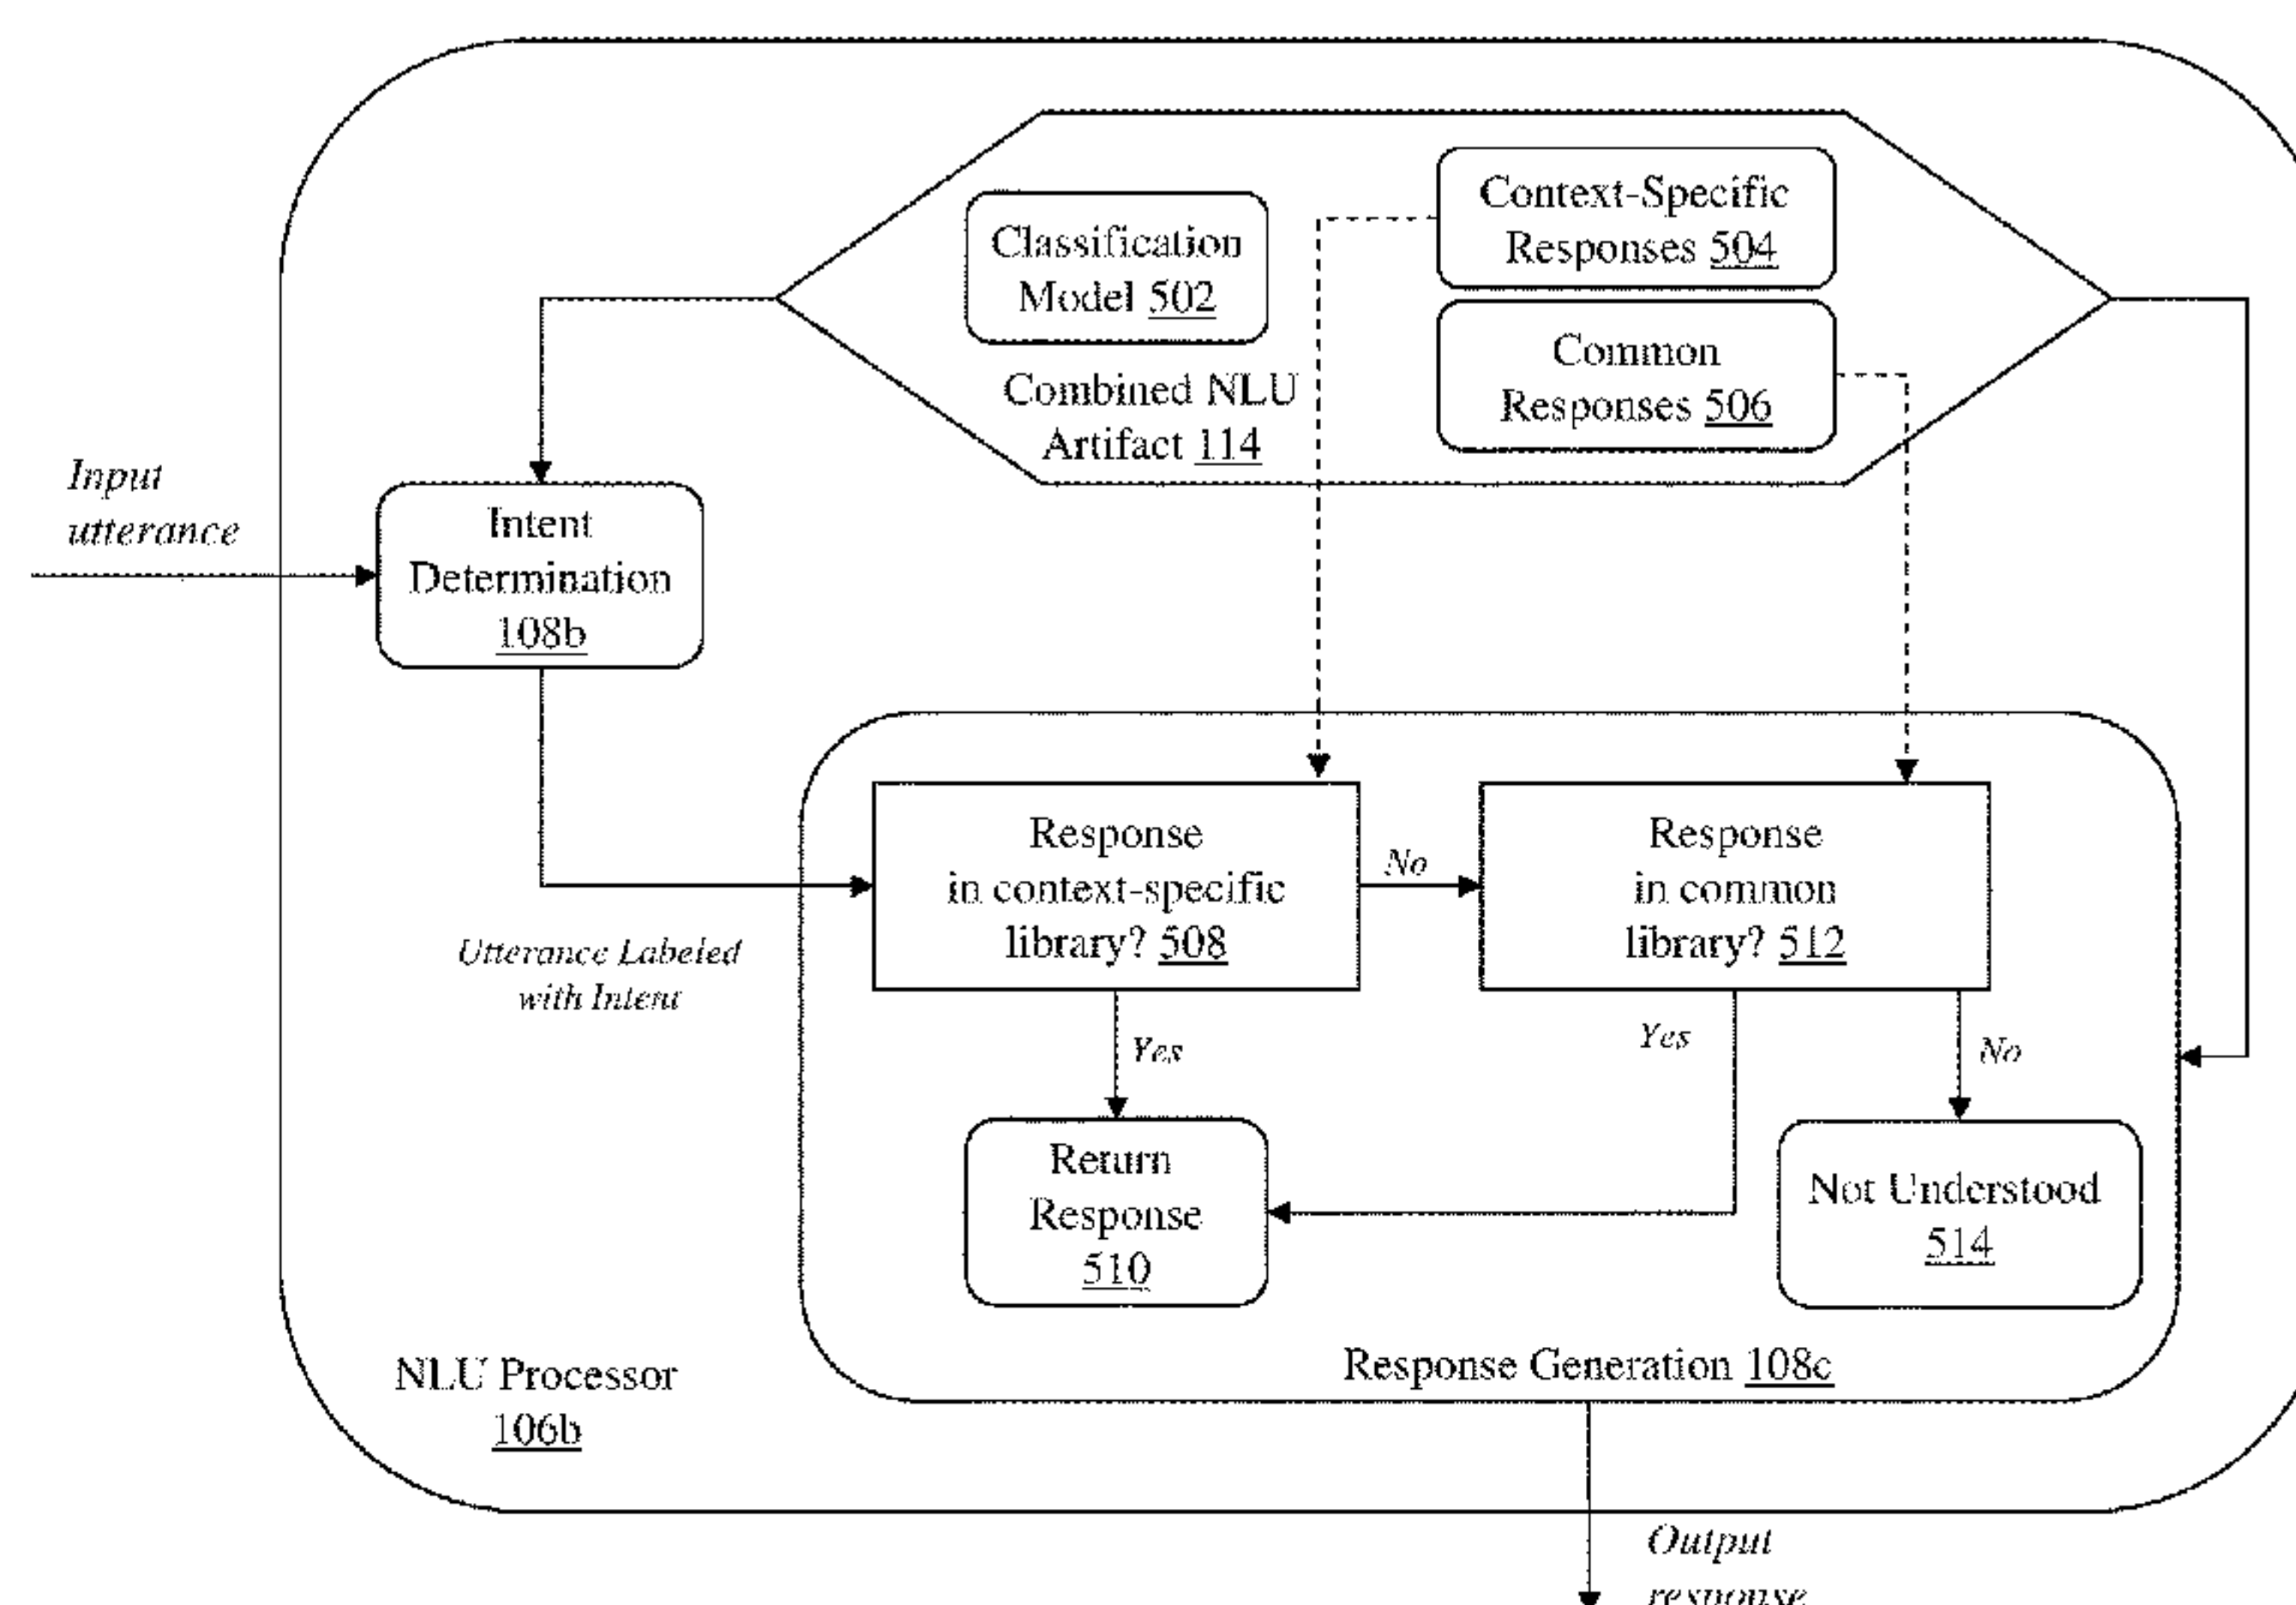 Context-Specific
Responses 504
Classification
Model 502
Common
Responses 506
Combined NLU
Artifact 114
Input
utterance
Intent
Determination
108b
Response
in context-specific
library? 508
No
Response
in common
library? 512
Utterance Labeled
with Intent
Yes
Yes
No
Return
Response
510
Not Understood
514
Response Generation 108c
NLU Processor
106b
Output
response